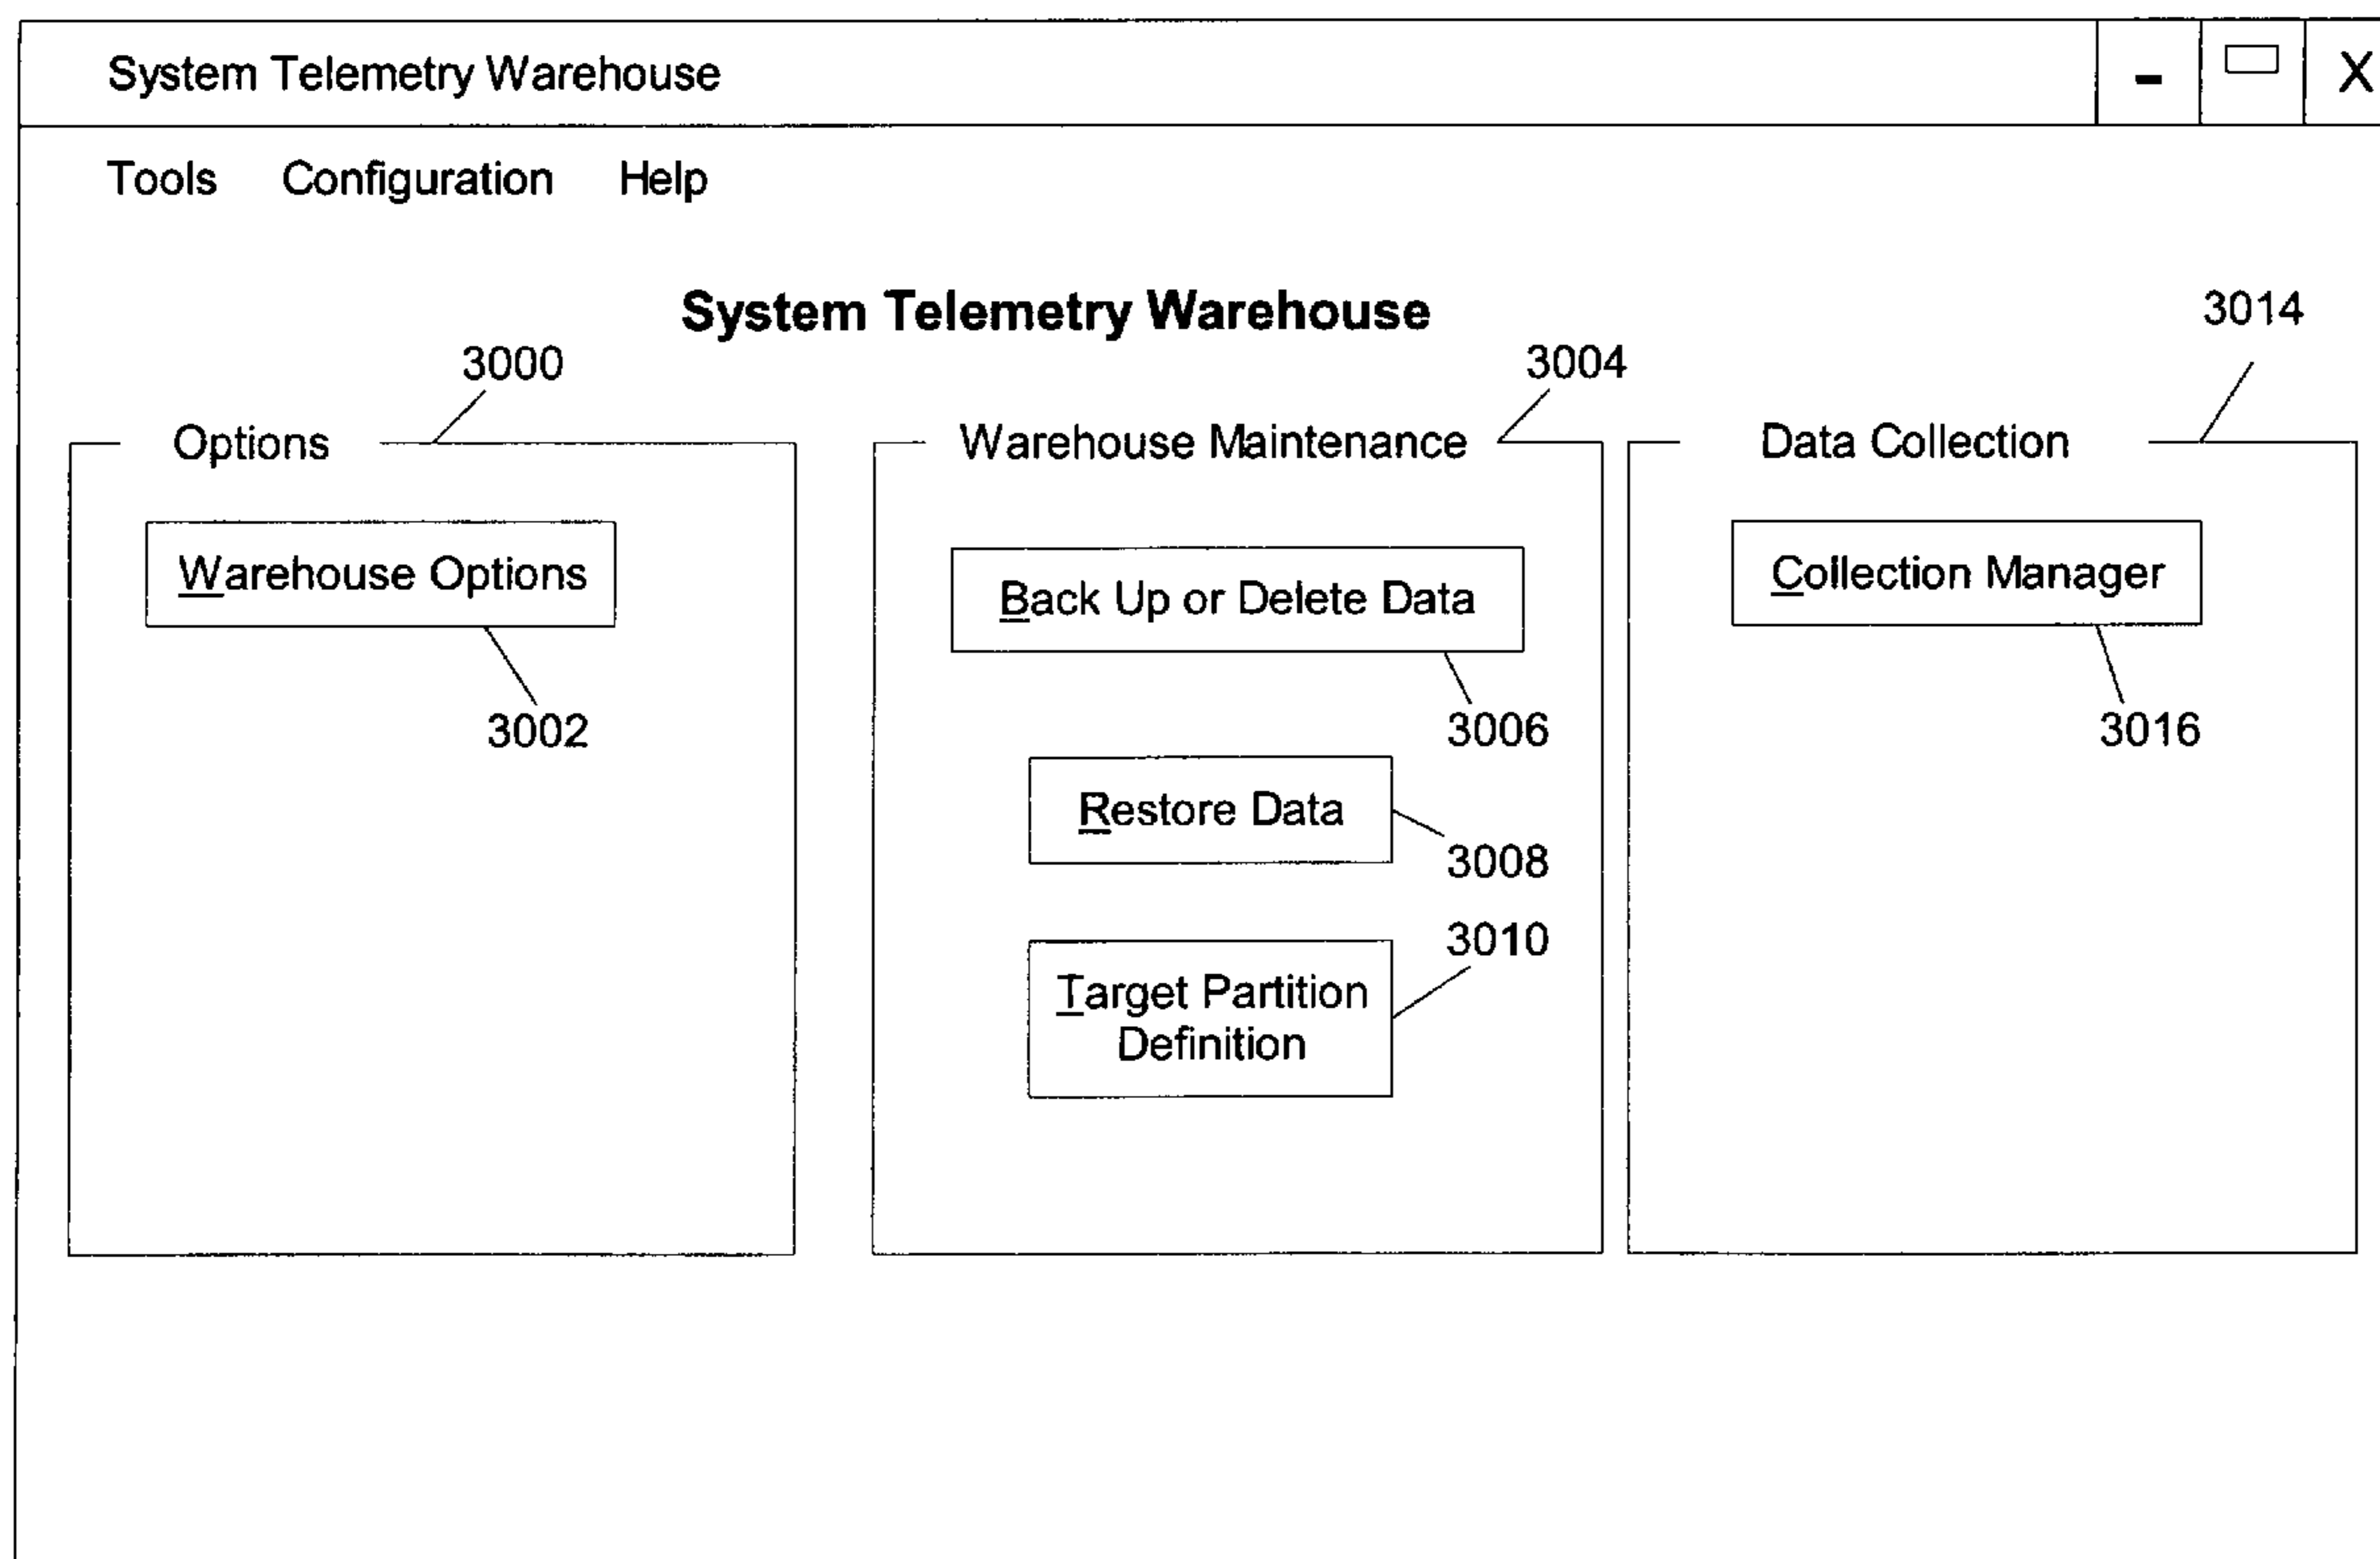 System Telemetry Warehouse - X
Tools Configuration Help
System Telemetry Warehouse
3000 3004 3014
Options Warehouse Maintenance Data Collection
Warehouse Options
3002
Back Up or Delete Data
3006
Restore Data
3008
3010
Target Partition
Definition
Collection Manager
3016